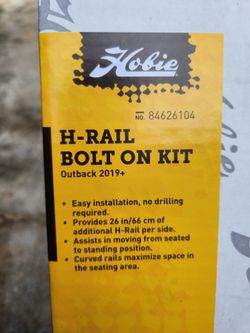 Hobie
NO. 84626104
H-RAIL
BOLT ON KIT
Outback 2019+
• Easy installation, no drilling
required.
• Provides 26 in/66 cm of
additional H-Rail per side.
• Assists in moving from seated
to standing position.
• Curved rails maximize space in
the seating area.